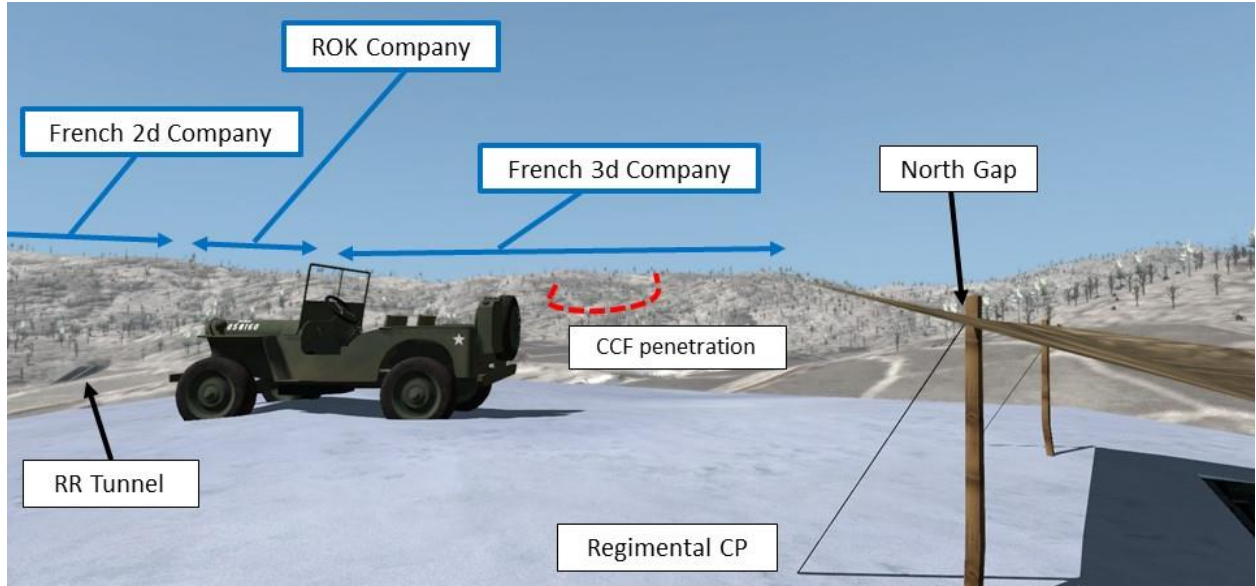 ROK Company
French 2d Company
French 3d Company
North Gap
CCF penetration
RR Tunnel
Regimental CP